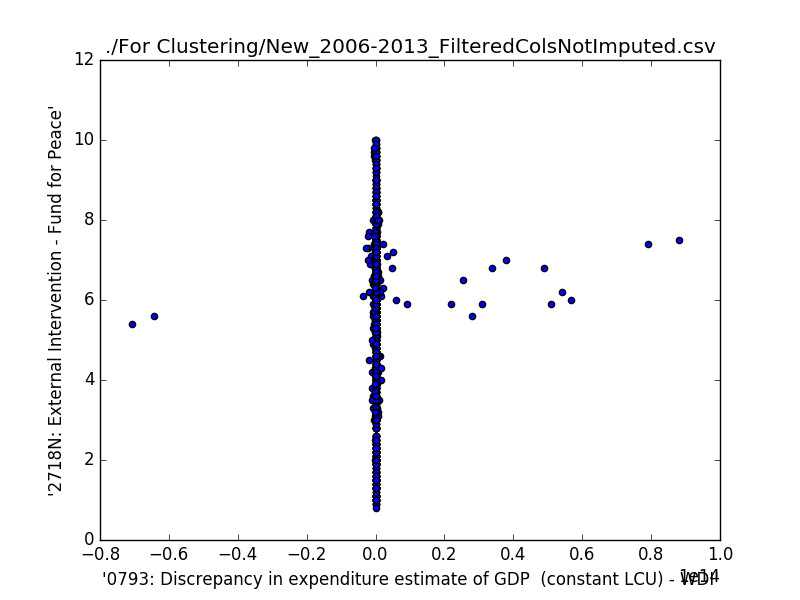 ./For Clustering/New_2006-2013_FilteredColsNotImputed.csv
12
10
8
6
4
2
0
'2718N: External Intervention - Fund for Peace'
−0.8 −0.6 −0.4 −0.2 0.0 0.2 0.4 0.6 0.8 1.0
1e14
'0793: Discrepancy in expenditure estimate of GDP (constant LCU) - WDI'